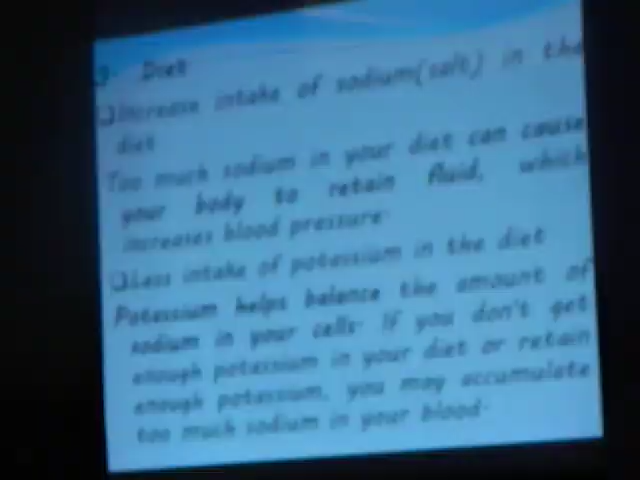 3. Diet
❑Increase intake of sodium(salt) in the
diet
Too much sodium in your diet can cause
your body to retain fluid, which
increases blood pressure.
❑Less intake of potassium in the diet
Potassium helps balance the amount of
sodium in your cells. If you don't get
enough potassium in your diet or retain
enough potassium, you may accumulate
too much sodium in your blood.